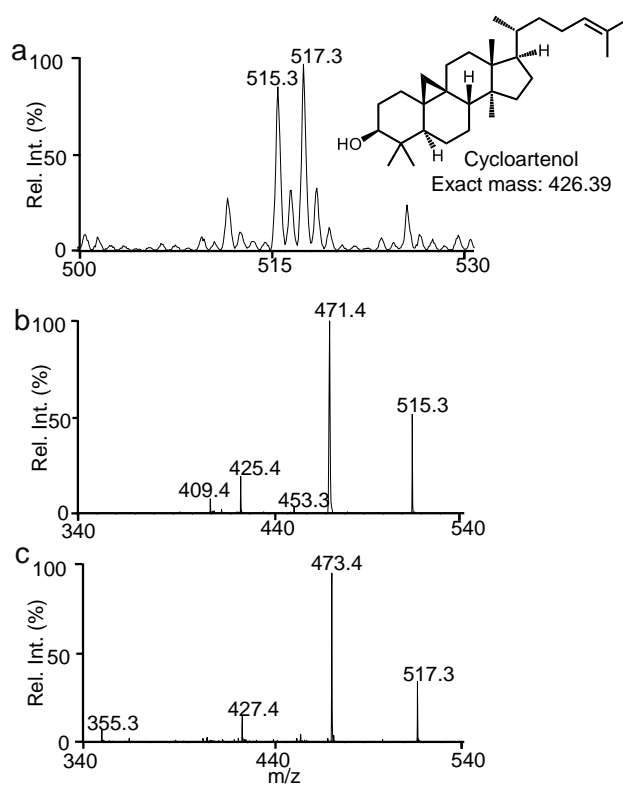 a
100
50
0
Rel. Int. (%)
515.3
517.3
500
515
530
H
H
H
HO
Cycloartenol
Exact mass: 426.39
b
100
50
0
Rel. Int. (%)
471.4
515.3
425.4
409.4
453.3
340
440
540
c
100
50
0
Rel. Int. (%)
473.4
517.3
427.4
355.3
340
440
540
m/z